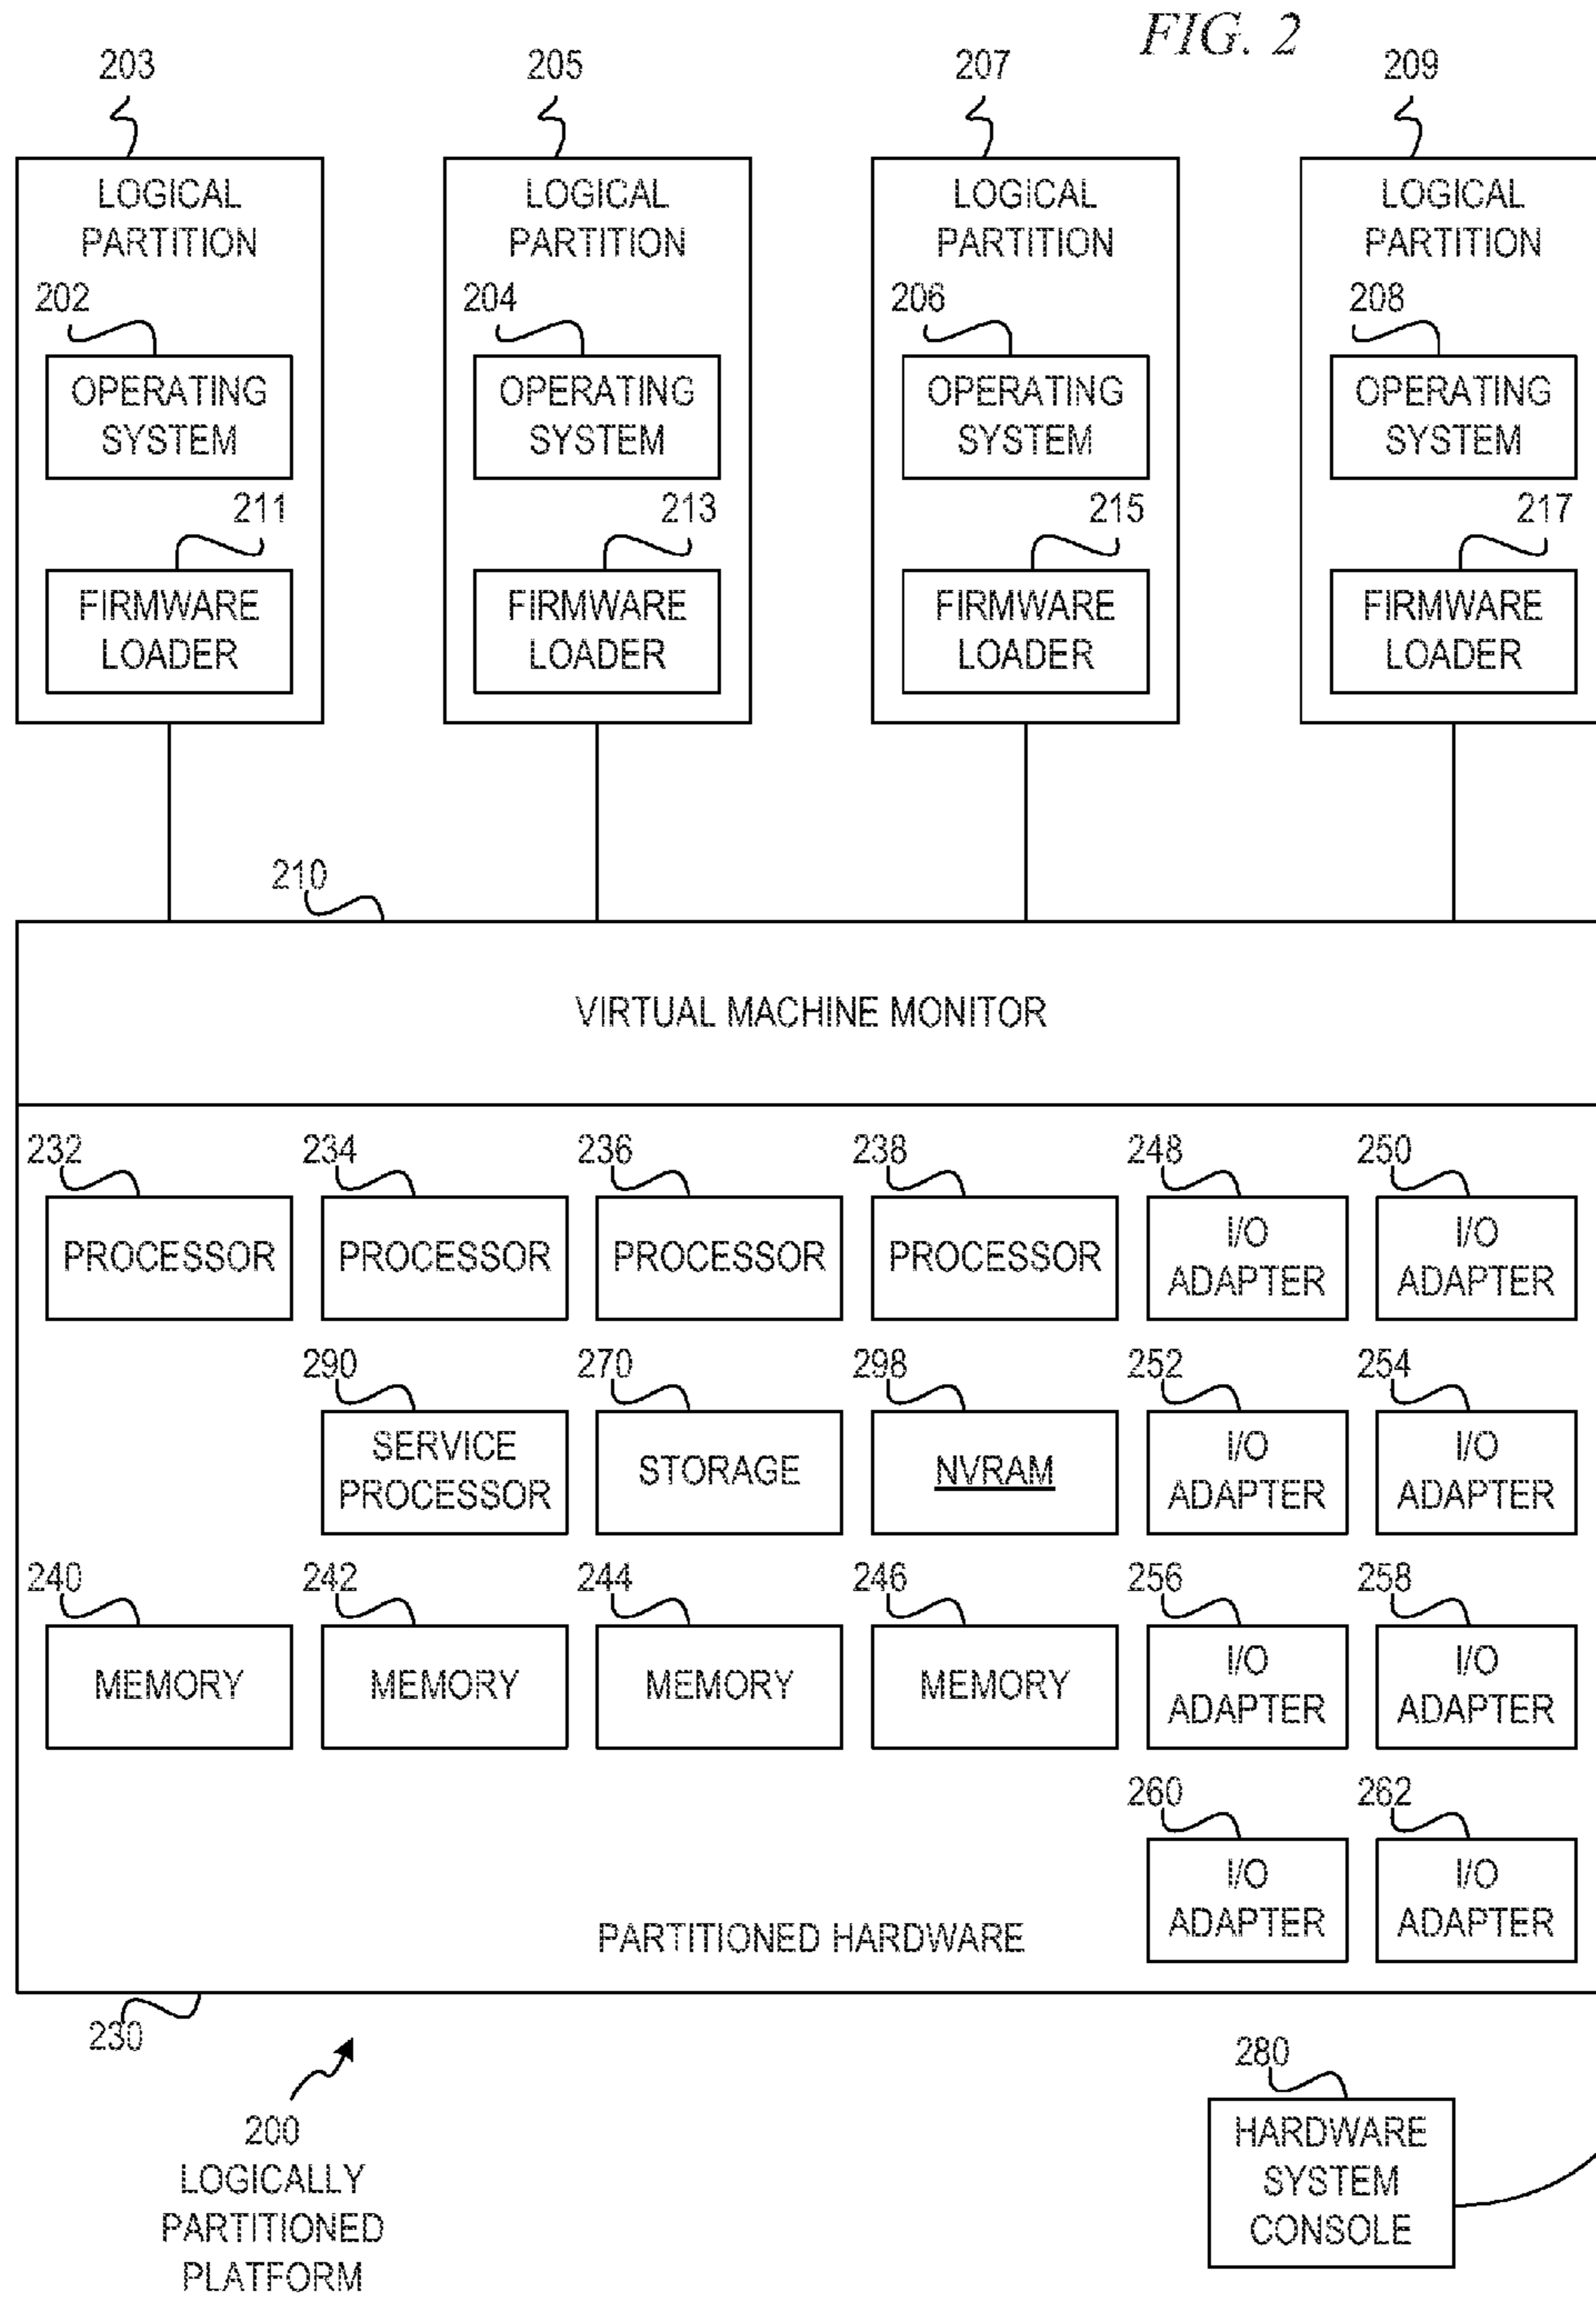 FIG. 2
203 205 207 209
LOGICAL LOGICAL LOGICAL LOGICAL
PARTITION PARTITION PARTITION PARTITION
202 204 206 208
OPERATING OPERATING OPERATING OPERATING
SYSTEM SYSTEM SYSTEM SYSTEM
211 213 215 217
FIRMWARE FIRMWARE FIRMWARE FIRMWARE
LOADER LOADER LOADER LOADER
210
VIRTUAL MACHINE MONITOR
232 234 236 238 248 250
PROCESSOR PROCESSOR PROCESSOR PROCESSOR I/O ADAPTER I/O ADAPTER
290 270 298 252 254
SERVICE PROCESSOR STORAGE NVRAM I/O ADAPTER I/O ADAPTER
240 242 244 246 256 258
MEMORY MEMORY MEMORY MEMORY I/O ADAPTER I/O ADAPTER
260 262
I/O I/O
ADAPTER ADAPTER
PARTITIONED HARDWARE
230
200
LOGICALLY
PARTITIONED
PLATFORM
280
HARDWARE
SYSTEM
CONSOLE